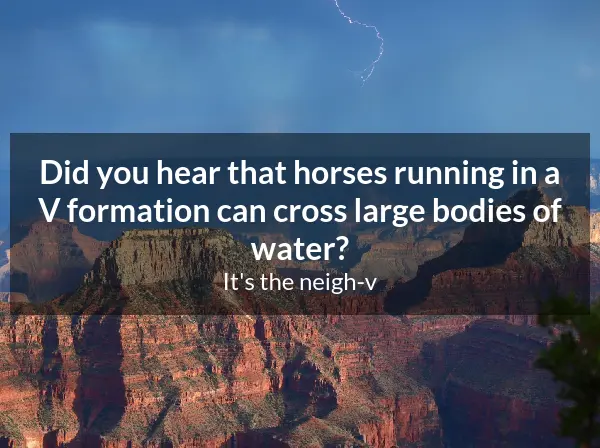 Did you hear that horses running in a
V formation can cross large bodies of
water?
It's the neigh-v